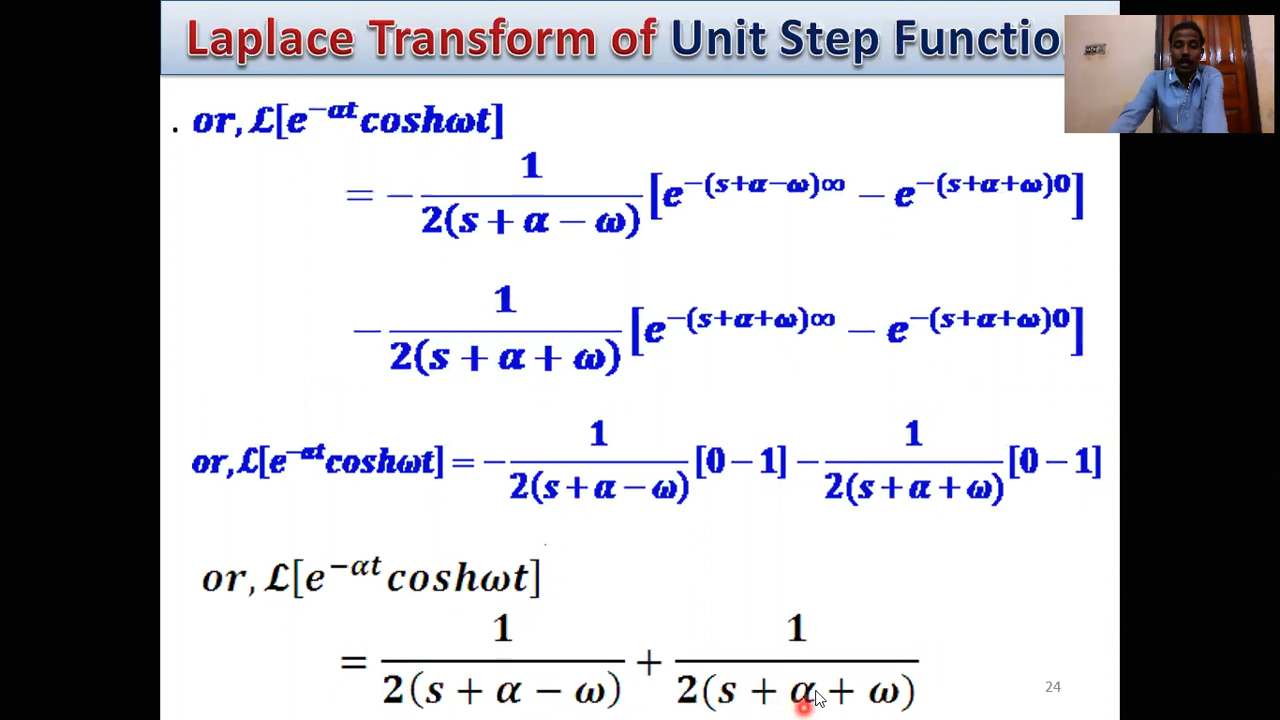 Laplace Transform of Unit Step Functio
. or, ℒ[e^{−αt}coshωt]
= − 1/2(s + α − ω) [e^{−(s+α−ω)∞} − e^{−(s+α+ω)0}]
− 1/2(s + α + ω) [e^{−(s+α+ω)∞} − e^{−(s+α+ω)0}]
or, ℒ[e^{−αt}coshωt] = − 1/2(s + α − ω) [0 − 1] − 1/2(s + α + ω) [0 − 1]
or, ℒ[e^{−αt}coshωt]
= 1/2(s + α − ω) + 1/2(s + α + ω)
24